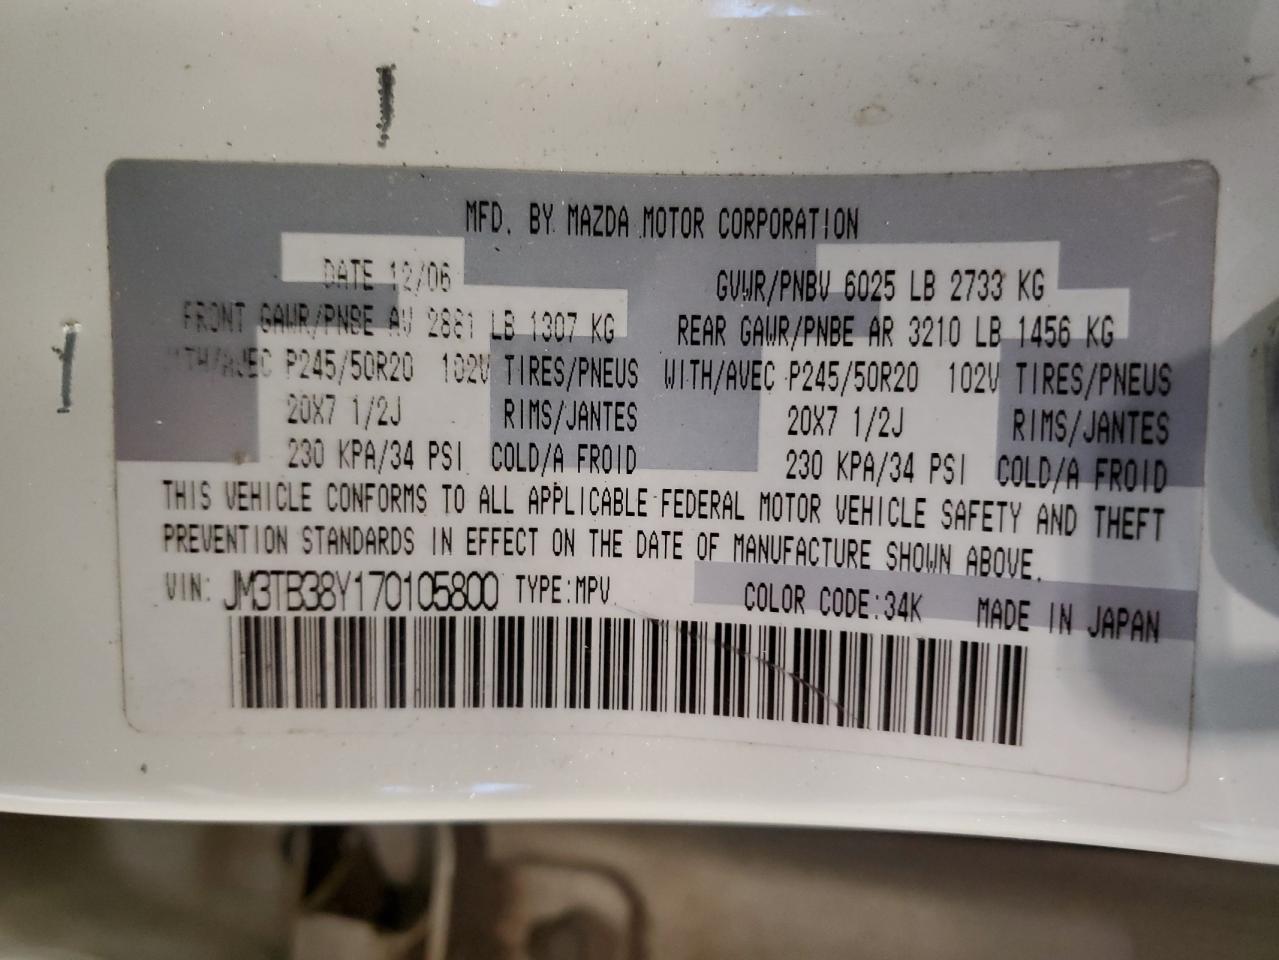 MFD. BY MAZDA MOTOR CORPORATION
DATE 12/06 GVWR/PNBV 6025 LB 2733 KG
FRONT GAWR/PNBE AV 2881 LB 1307 KG REAR GAWR/PNBE AR 3210 LB 1456 KG
WITH/AVEC P245/50R20 102V TIRES/PNEUS WITH/AVEC P245/50R20 102V TIRES/PNEUS
20X7 1/2J RIMS/JANTES 20X7 1/2J RIMS/JANTES
230 KPA/34 PSI COLD/A FROID 230 KPA/34 PSI COLD/A FROID
THIS VEHICLE CONFORMS TO ALL APPLICABLE FEDERAL MOTOR VEHICLE SAFETY AND THEFT
PREVENTION STANDARDS IN EFFECT ON THE DATE OF MANUFACTURE SHOWN ABOVE.
VIN: JM3TB38Y170105800 TYPE:MPV COLOR CODE:34K MADE IN JAPAN